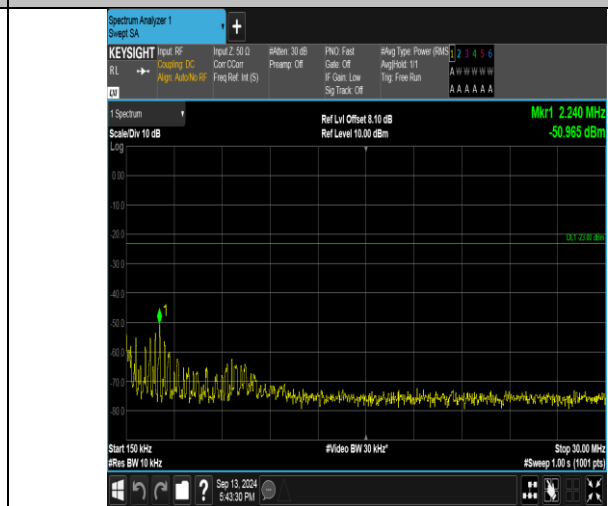 Spectrum Analyzer 1
Swept SA
+
KEYSIGHT Input: RF Input Z: 50 Ω #Atten: 30 dB PNO: Fast #Avg Type: Power (RMS 1 2 3 4 5 6
RL Coupling: DC Corr CCorr Preamp: Off Gate: Off Avg|Hold: 1/1 A W W W W W
Align: Auto/No RF Freq Ref: Int (S) IF Gain: Low Trig: Free Run
Sig Track: Off A A A A A A
LXI
1 Spectrum Ref Lvl Offset 8.10 dB Mkr1 2.240 MHz
Scale/Div 10 dB Ref Level 10.00 dBm -50.965 dBm
Log
0.00
-10.0
-20.0
DL1 -23.00 dBm
-30.0
-40.0
1
-50.0
-60.0
-70.0
-80.0
Start 150 kHz #Video BW 30 kHz* Stop 30.00 MHz
#Res BW 10 kHz #Sweep 1.00 s (1001 pts)
? Sep 13, 2024
5:43:30 PM